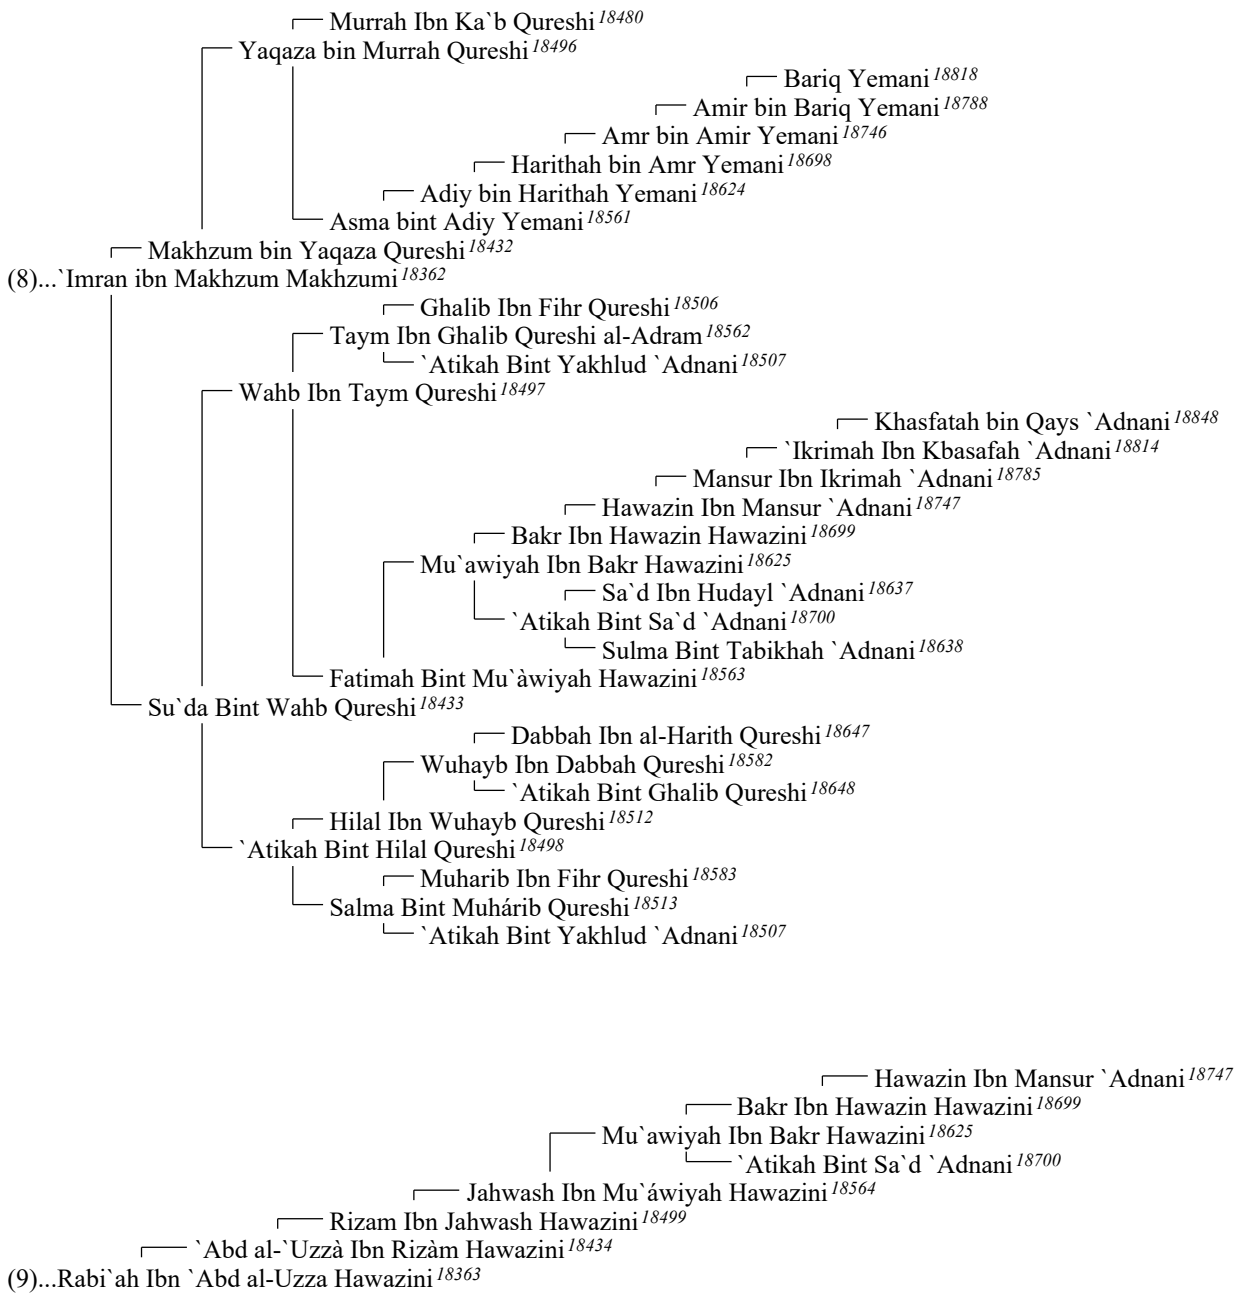 Murrah Ibn Ka`b Qureshi 18480
Yaqaza bin Murrah Qureshi 18496
Bariq Yemani 18818
Amir bin Bariq Yemani 18788
Amr bin Amir Yemani 18746
Harithah bin Amr Yemani 18698
Adiy bin Harithah Yemani 18624
Asma bint Adiy Yemani 18561
Makhzum bin Yaqaza Qureshi 18432
(8)...`Imran ibn Makhzum Makhzumi 18362
Ghalib Ibn Fihr Qureshi 18506
Taym Ibn Ghalib Qureshi al-Adram 18562
`Atikah Bint Yakhlud `Adnani 18507
Wahb Ibn Taym Qureshi 18497
Khasfatah bin Qays `Adnani 18848
`Ikrimah Ibn Kbasafah `Adnani 18814
Mansur Ibn Ikrimah `Adnani 18785
Hawazin Ibn Mansur `Adnani 18747
Bakr Ibn Hawazin Hawazini 18699
Mu`awiyah Ibn Bakr Hawazini 18625
Sa`d Ibn Hudayl `Adnani 18637
`Atikah Bint Sa`d `Adnani 18700
Sulma Bint Tabikhah `Adnani 18638
Fatimah Bint Mu`àwiyah Hawazini 18563
Su`da Bint Wahb Qureshi 18433
Dabbah Ibn al-Harith Qureshi 18647
Wuhayb Ibn Dabbah Qureshi 18582
`Atikah Bint Ghalib Qureshi 18648
Hilal Ibn Wuhayb Qureshi 18512
`Atikah Bint Hilal Qureshi 18498
Muharib Ibn Fihr Qureshi 18583
Salma Bint Muhárib Qureshi 18513
`Atikah Bint Yakhlud `Adnani 18507
Hawazin Ibn Mansur `Adnani 18747
Bakr Ibn Hawazin Hawazini 18699
Mu`awiyah Ibn Bakr Hawazini 18625
`Atikah Bint Sa`d `Adnani 18700
Jahwash Ibn Mu`áwiyah Hawazini 18564
Rizam Ibn Jahwash Hawazini 18499
`Abd al-`Uzzà Ibn Rizàm Hawazini 18434
(9)...Rabi`ah Ibn `Abd al-Uzza Hawazini 18363